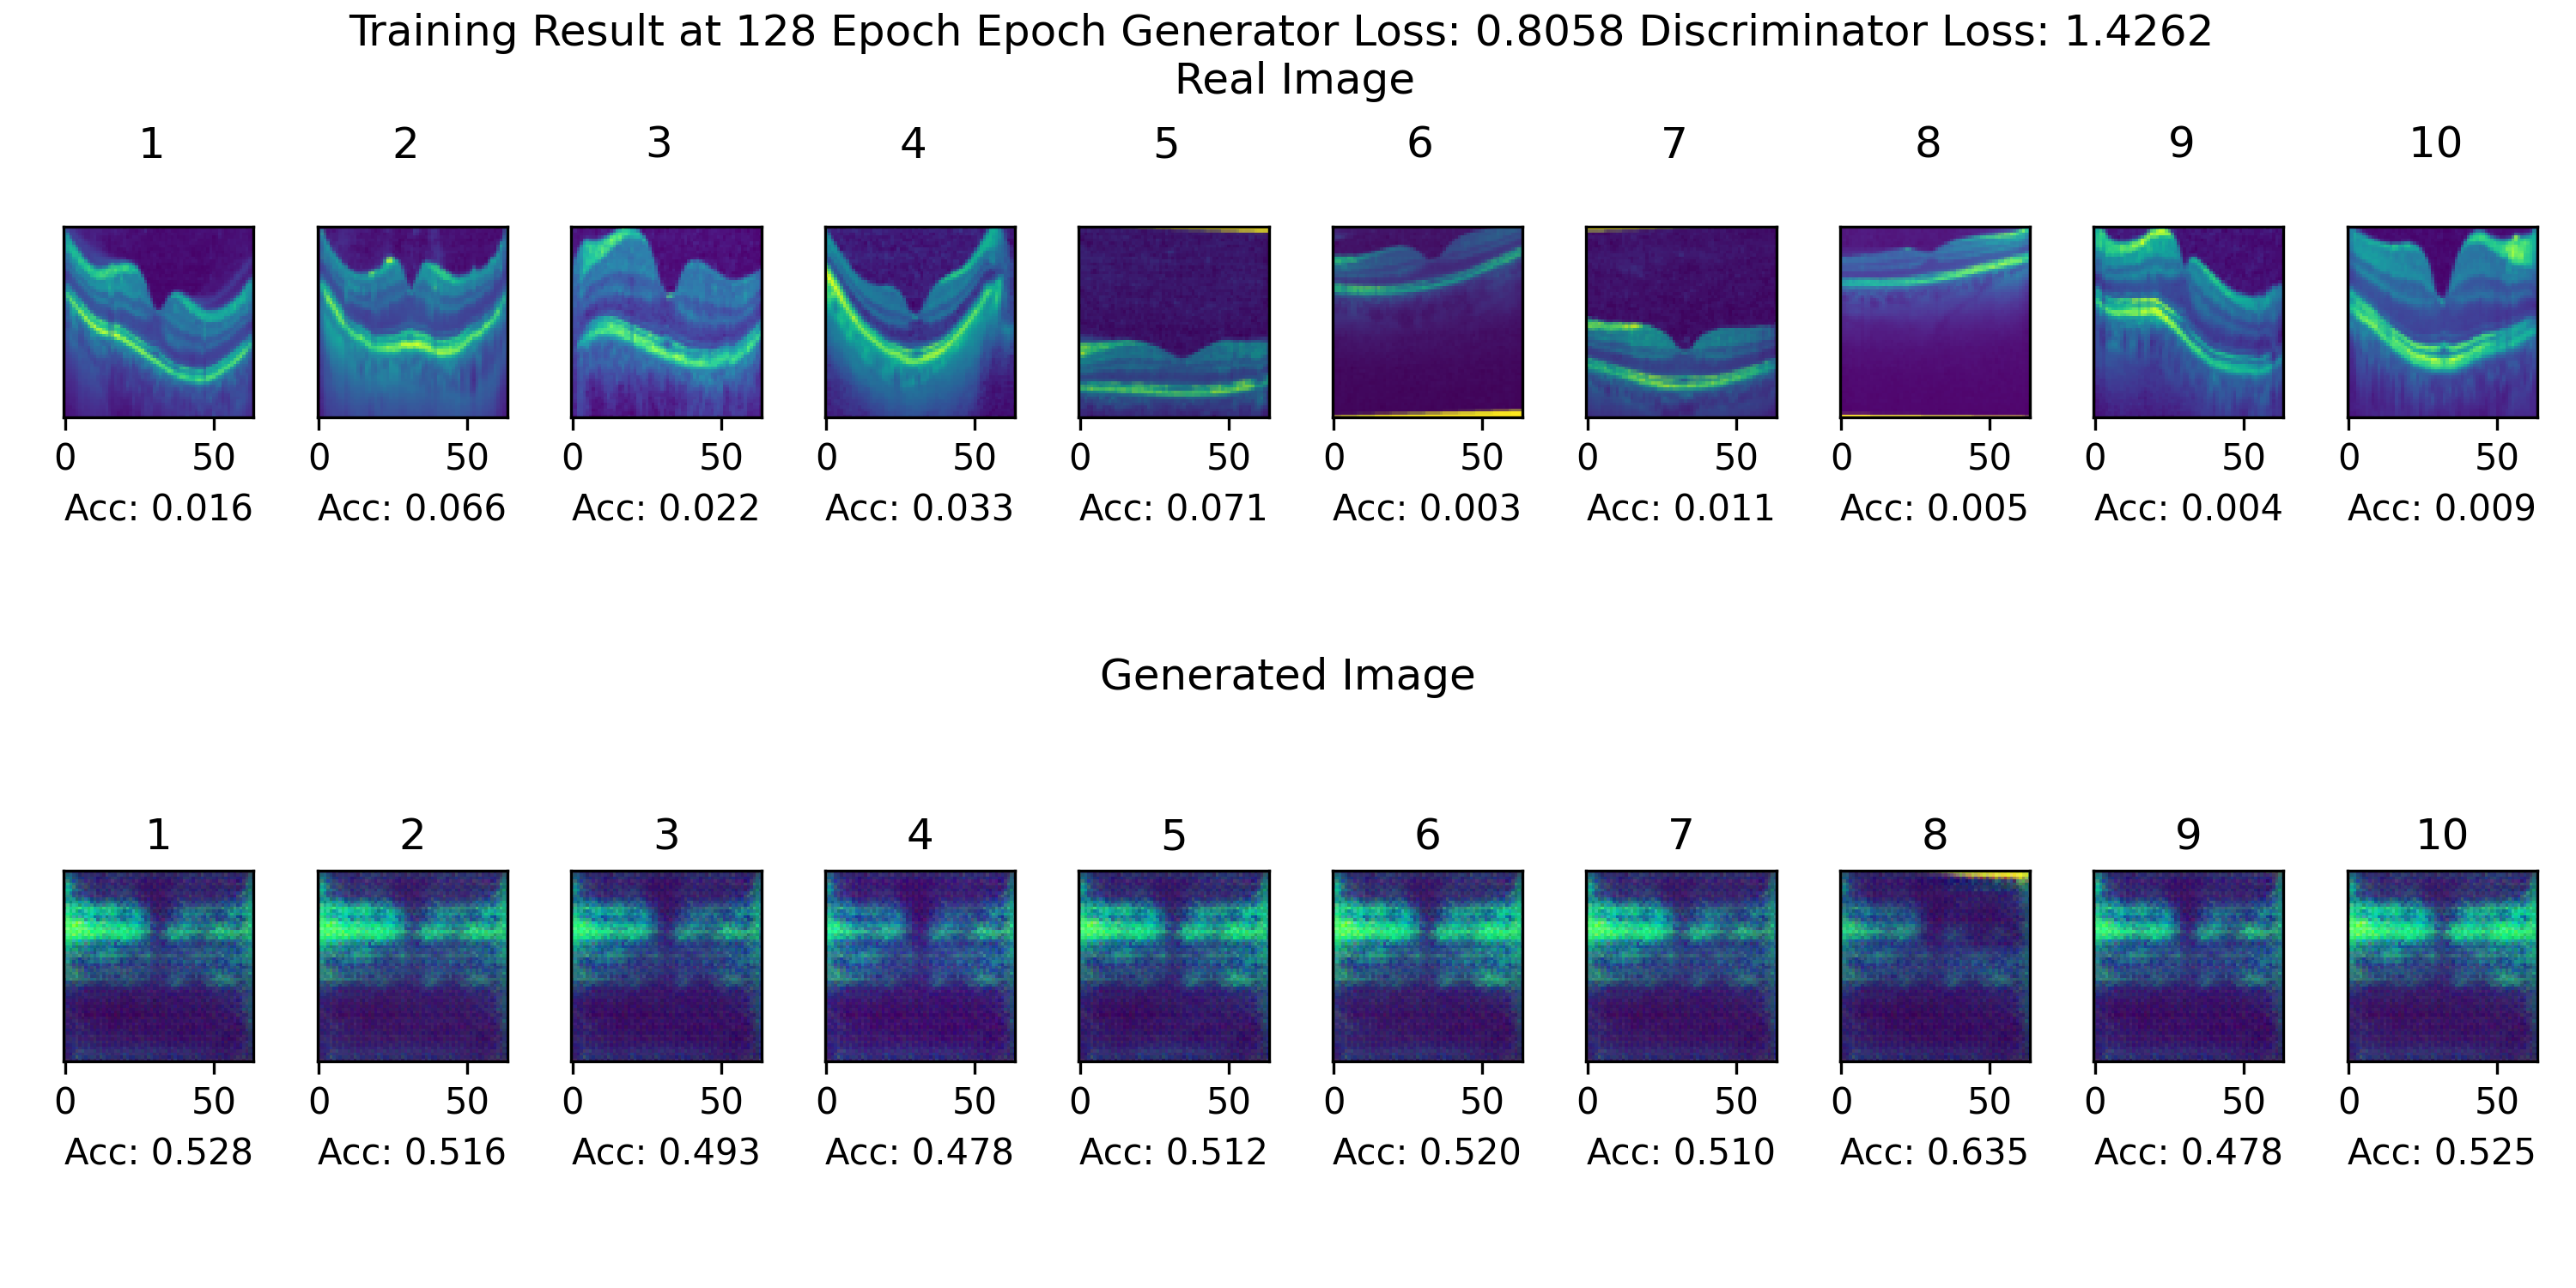 Training Result at 128 Epoch Epoch Generator Loss: 0.8058 Discriminator Loss: 1.4262
Real Image
1 2 3 4 5 6 7 8 9 10
0 50 0 50 0 50 0 50 0 50 0 50 0 50 0 50 0 50 0 50
Acc: 0.016 Acc: 0.066 Acc: 0.022 Acc: 0.033 Acc: 0.071 Acc: 0.003 Acc: 0.011 Acc: 0.005 Acc: 0.004 Acc: 0.009
Generated Image
1 2 3 4 5 6 7 8 9 10
0 50 0 50 0 50 0 50 0 50 0 50 0 50 0 50 0 50 0 50
Acc: 0.528 Acc: 0.516 Acc: 0.493 Acc: 0.478 Acc: 0.512 Acc: 0.520 Acc: 0.510 Acc: 0.635 Acc: 0.478 Acc: 0.525